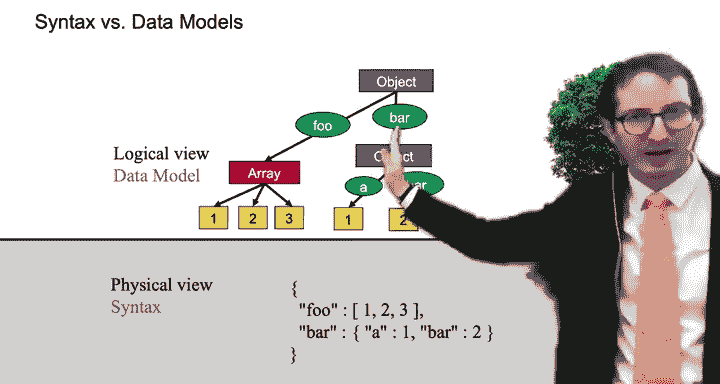 Syntax vs. Data Models
Object
foo
bar
Logical view
Data Model
Array
a
1
2
3
1
2
Physical view
Syntax
{
"foo" : [ 1, 2, 3 ],
"bar" : { "a" : 1, "bar" : 2 }
}